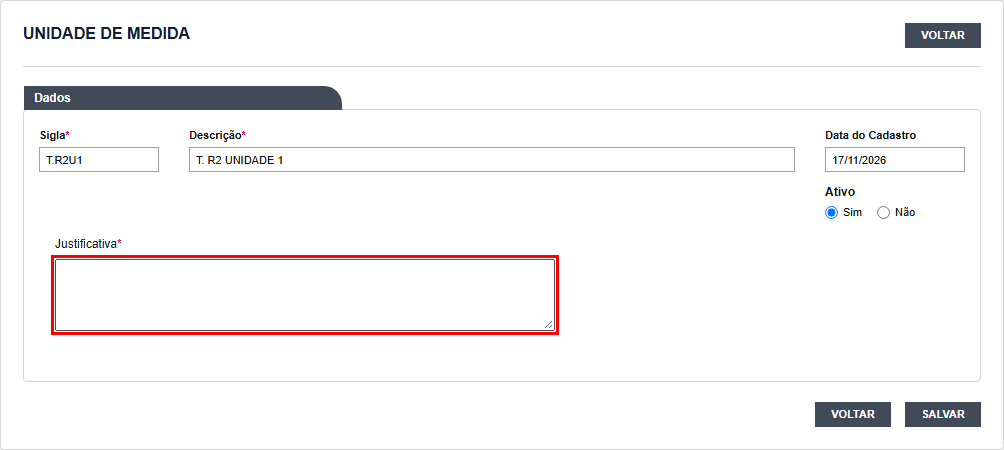 UNIDADE DE MEDIDA
VOLTAR
Dados
Sigla*
Descrição*
Data do Cadastro
T.R2U1
T. R2 UNIDADE 1
17/11/2026
Ativo
Sim
Não
Justificativa*
VOLTAR
SALVAR